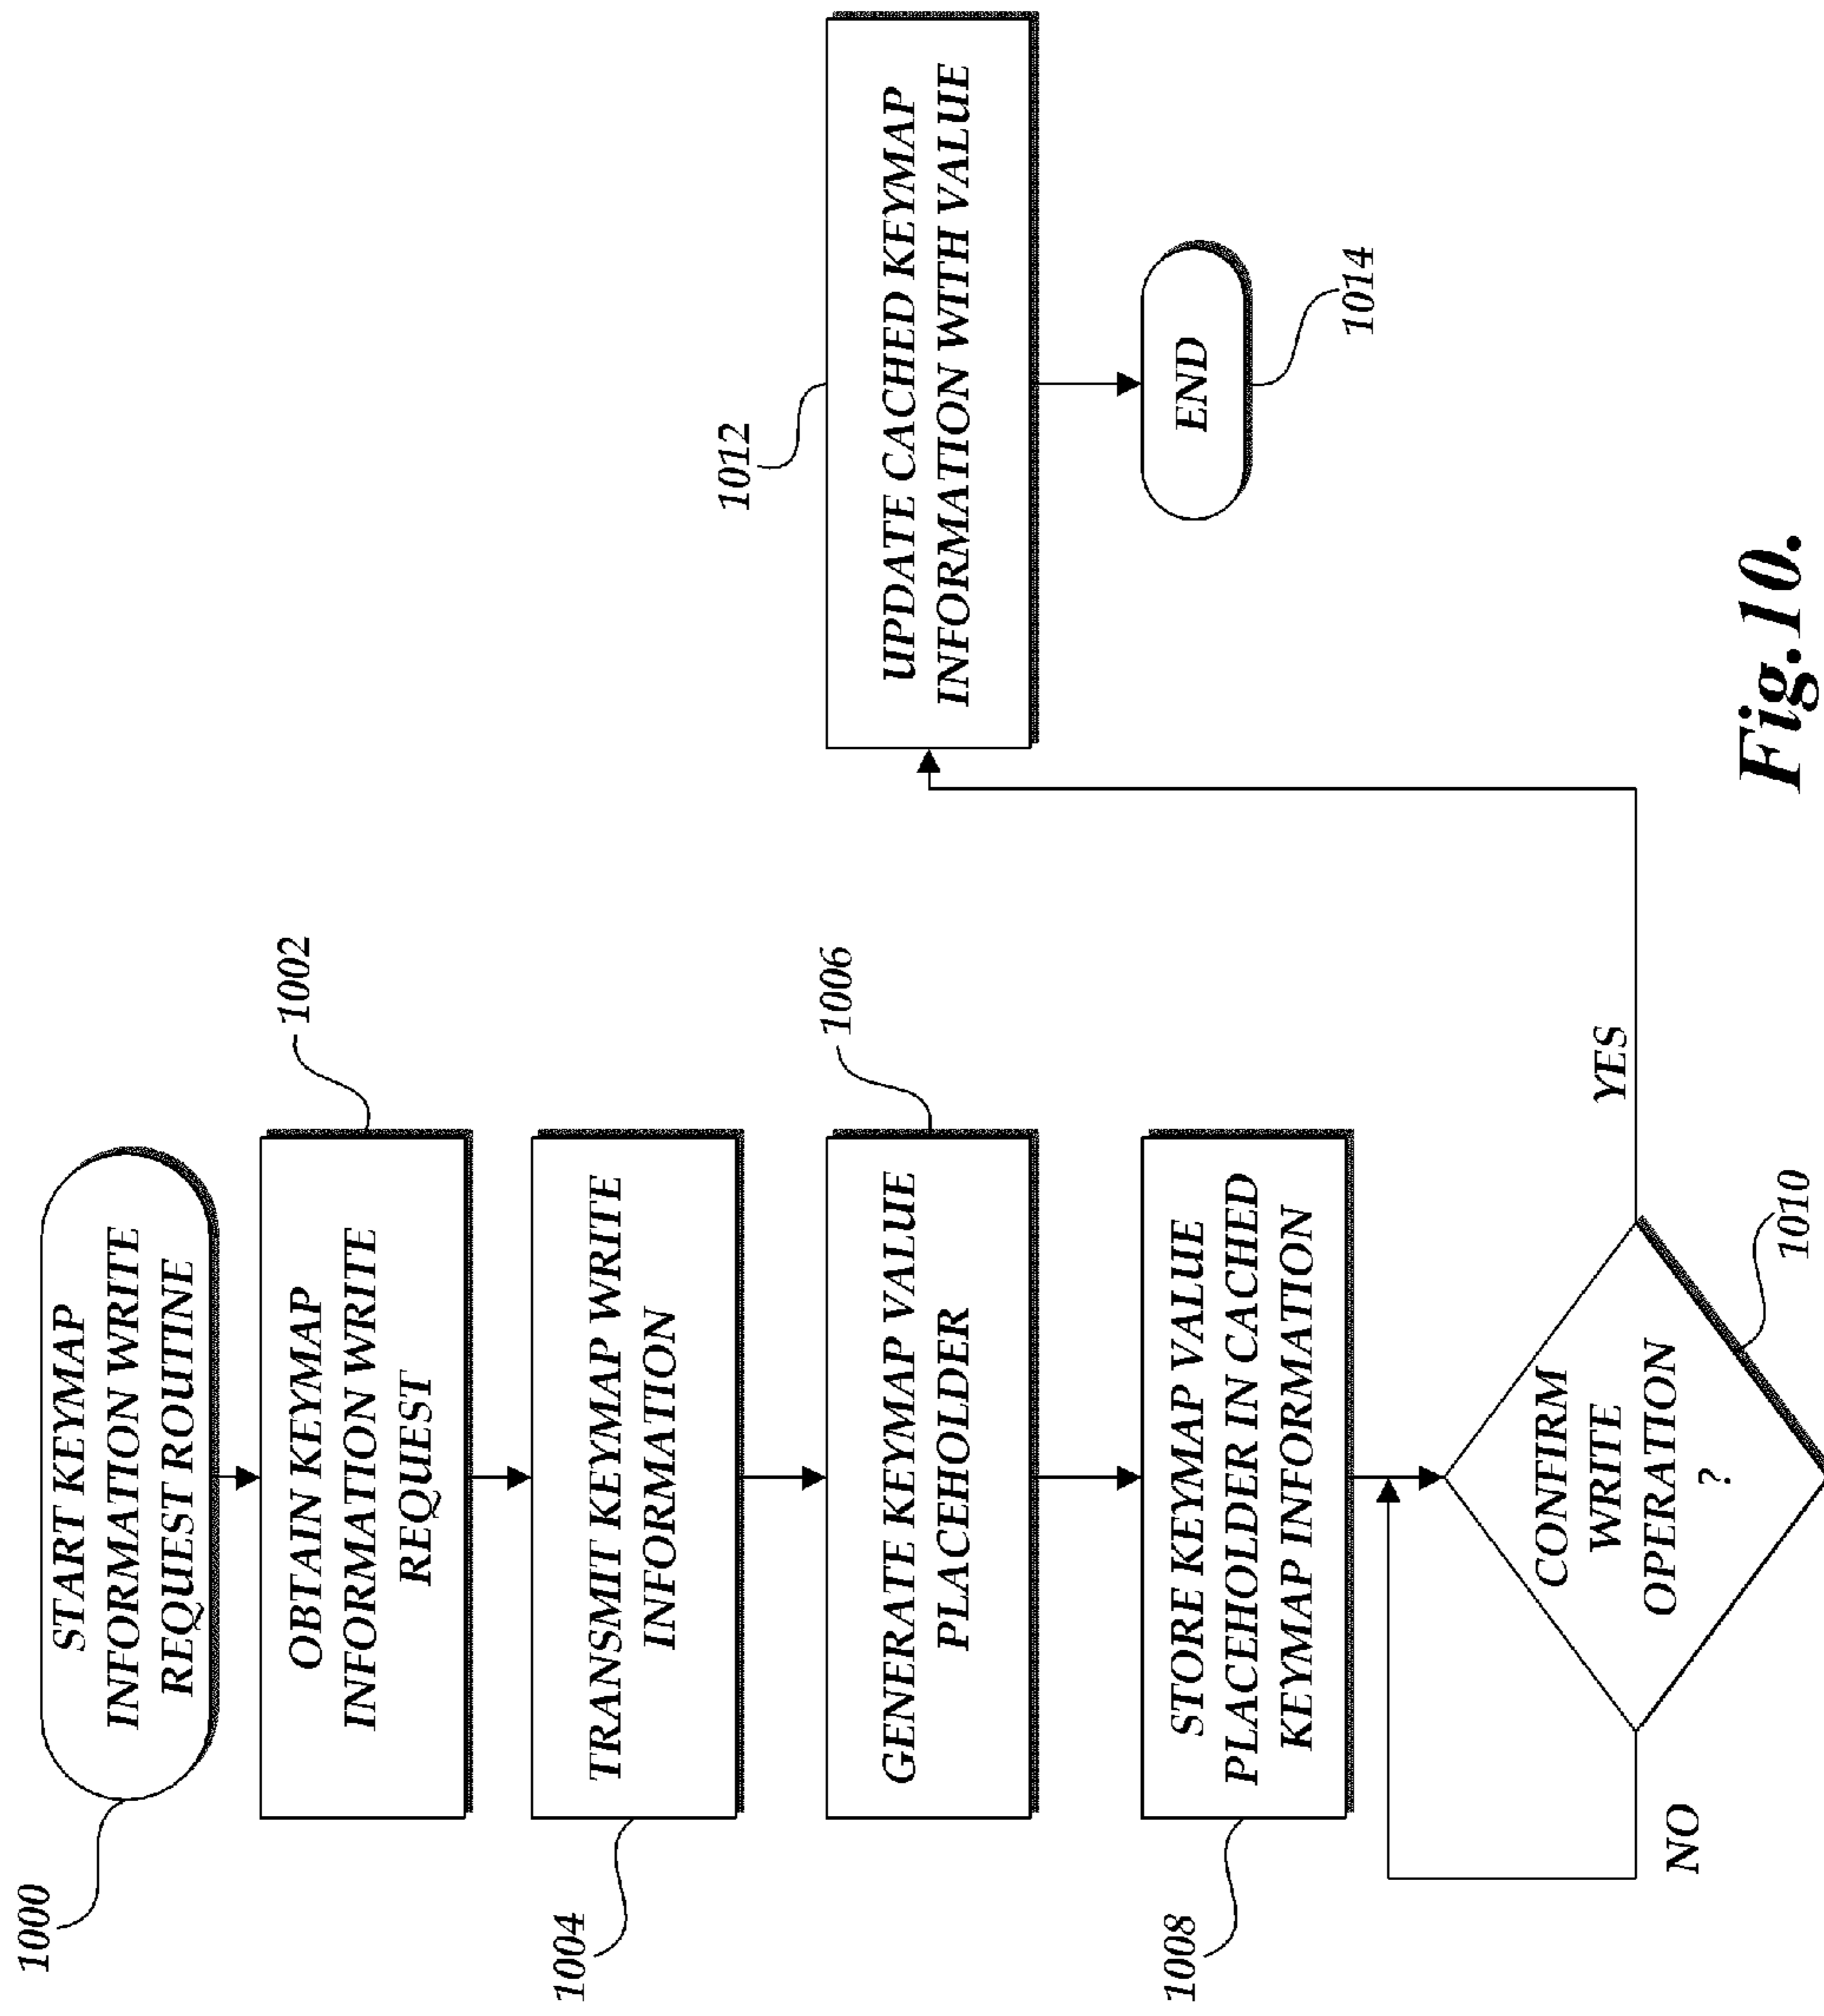 1000
START KEYMAP
INFORMATION WRITE
REQUEST ROUTINE
1002
OBTAIN KEYMAP
INFORMATION WRITE
REQUEST
1004
TRANSMIT KEYMAP WRITE
INFORMATION
1006
GENERATE KEYMAP VALUE
PLACEHOLDER
1008
STORE KEYMAP VALUE
PLACEHOLDER IN CACHED
KEYMAP INFORMATION
CONFIRM
WRITE
OPERATION
?
1010
NO
YES
1012
UPDATE CACHED KEYMAP
INFORMATION WITH VALUE
END
1014
Fig.10.